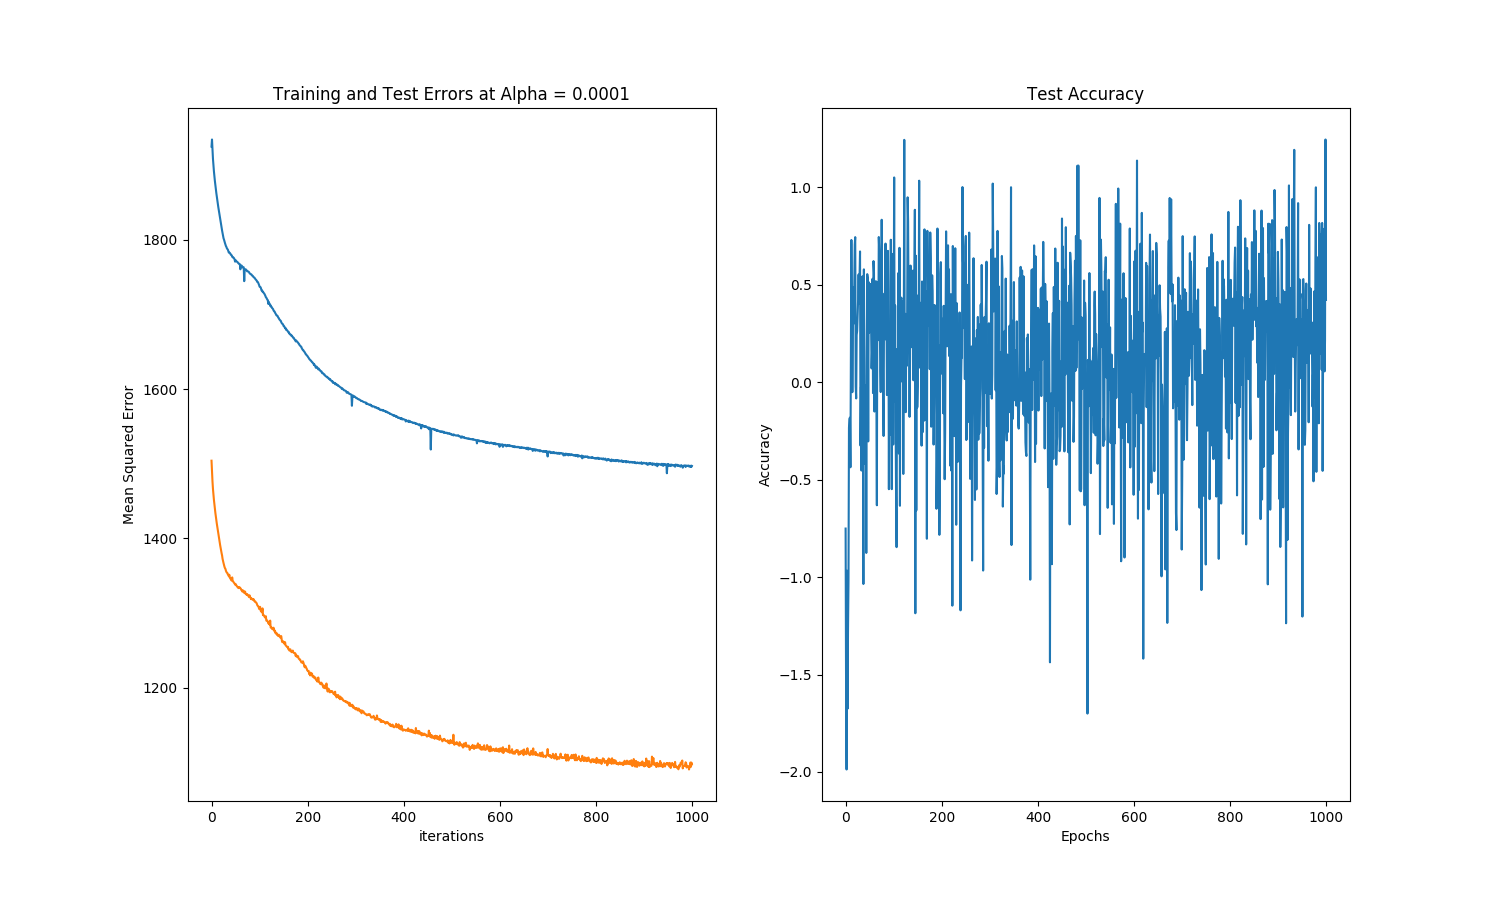 Training and Test Errors at Alpha = 0.0001
Mean Squared Error
1800
1600
1400
1200
0 200 400 600 800 1000
iterations
Test Accuracy
Accuracy
1.0
0.5
0.0
−0.5
−1.0
−1.5
−2.0
0 200 400 600 800 1000
Epochs